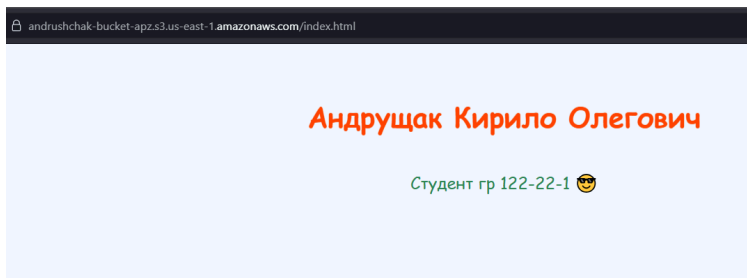 andrushchak-bucket-apz.s3.us-east-1.amazonaws.com/index.html
Андрущак Кирило Олегович
Студент гр 122-22-1 😎